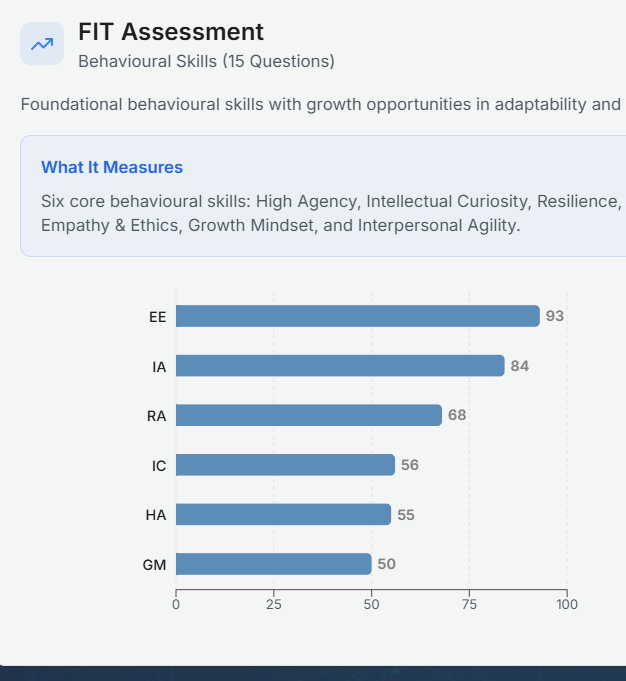 FIT Assessment
Behavioural Skills (15 Questions)
Foundational behavioural skills with growth opportunities in adaptability and
What It Measures
Six core behavioural skills: High Agency, Intellectual Curiosity, Resilience,
Empathy & Ethics, Growth Mindset, and Interpersonal Agility.
EE 93
IA 84
RA 68
IC 56
HA 55
GM 50
0 25 50 75 100